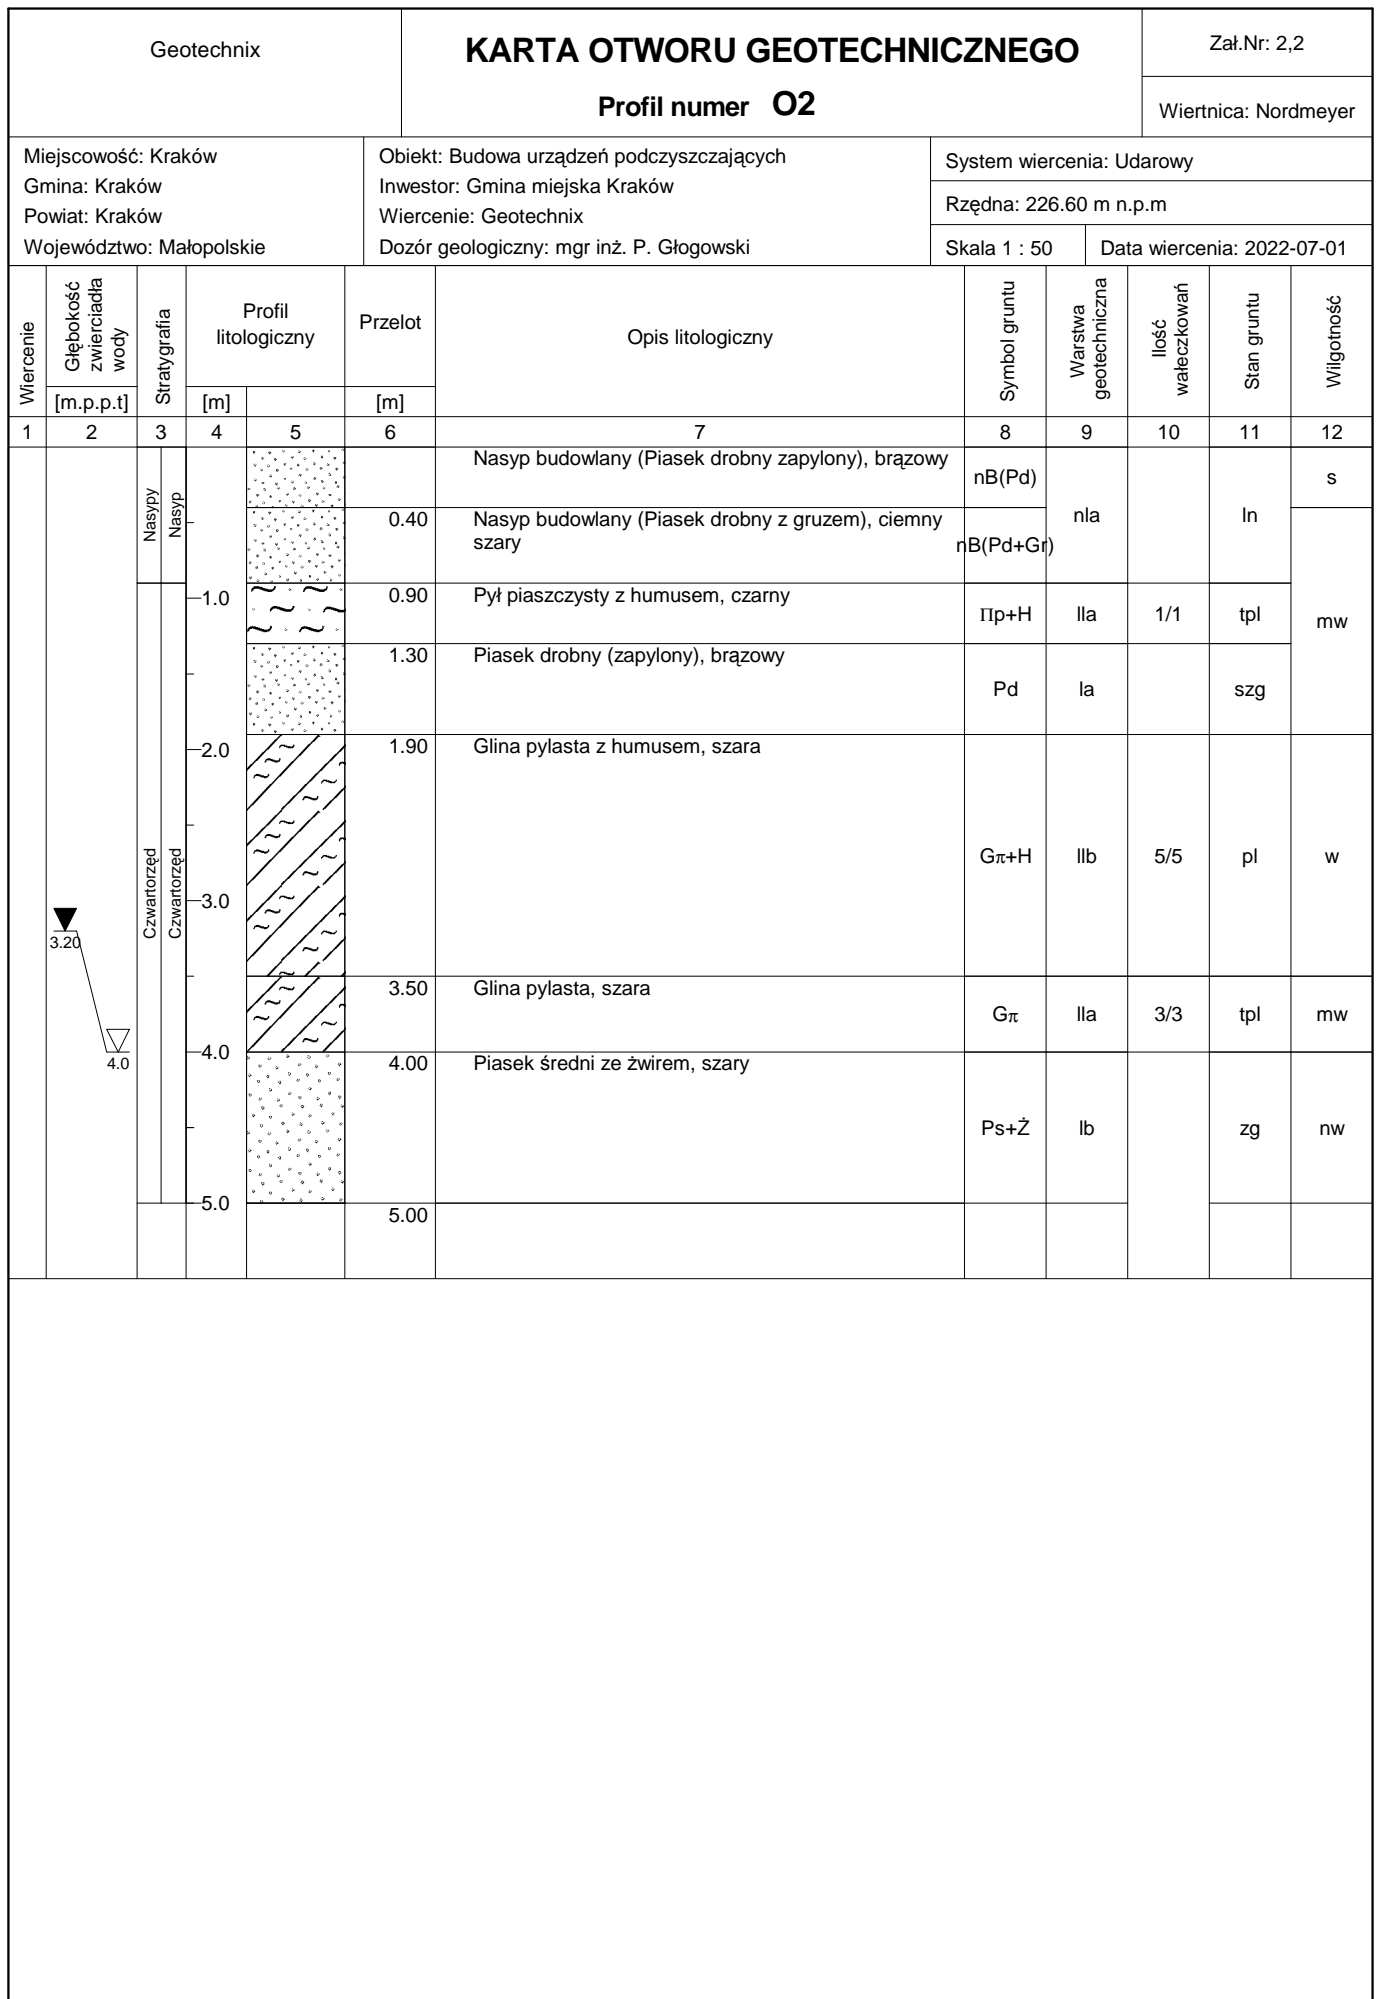 Geotechnix
KARTA OTWORU GEOTECHNICZNEGO
Profil numer O2
Zał.Nr: 2,2
Wiertnica: Nordmeyer
Miejscowość: Kraków
Gmina: Kraków
Powiat: Kraków
Województwo: Małopolskie
Obiekt: Budowa urządzeń podczyszczających
Inwestor: Gmina miejska Kraków
Wiercenie: Geotechnix
Dozór geologiczny: mgr inż. P. Głogowski
System wiercenia: Udarowy
Rzędna: 226.60 m n.p.m
Skala 1 : 50
Data wiercenia: 2022-07-01
Wiercenie
Głębokość
zwierciadła
wody
[m.p.p.t]
Stratygrafia
Profil
litologiczny
[m]
Przelot
[m]
Opis litologiczny
Symbol gruntu
Warstwa
geotechniczna
Ilość
wałeczkowań
Stan gruntu
Wilgotność
1 2 3 4 5 6 7 8 9 10 11 12
Nasypy
Nasyp
Nasyp budowlany (Piasek drobny zapylony), brązowy
nB(Pd)
nIa
ln
s
0.40
Nasyp budowlany (Piasek drobny z gruzem), ciemny
szary
nB(Pd+Gr)
1.0
0.90
Pył piaszczysty z humusem, czarny
Πp+H
IIa
1/1
tpl
mw
1.30
Piasek drobny (zapylony), brązowy
Pd
Ia
szg
2.0
1.90
Glina pylasta z humusem, szara
Gπ+H
IIb
5/5
pl
w
Czwartorzęd
Czwartorzęd
3.0
3.20
3.50
Glina pylasta, szara
Gπ
IIa
3/3
tpl
mw
4.0
4.0
4.00
Piasek średni ze żwirem, szary
Ps+Ż
Ib
zg
nw
5.0
5.00